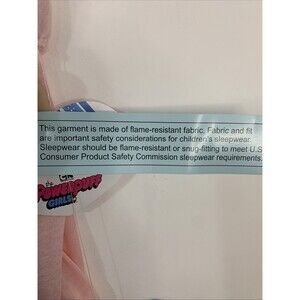 This garment is made of flame-resistant fabric. Fabric and fit
are important safety considerations for children's sleepwear.
Sleepwear should be flame-resistant or snug-fitting to meet U.S
Consumer Product Safety Commission sleepwear requirements.
the
POWERPUFF
GIRLS